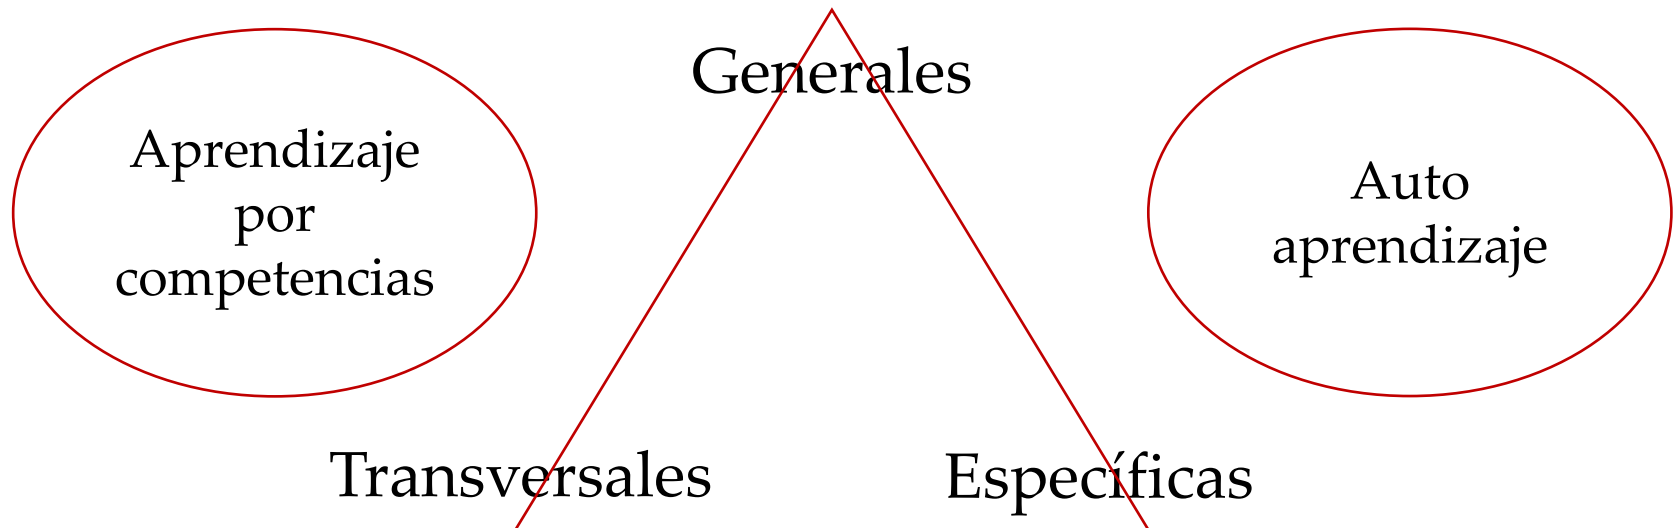 Generales
Aprendizaje
por
competencias
Auto
aprendizaje
Transversales
Específicas